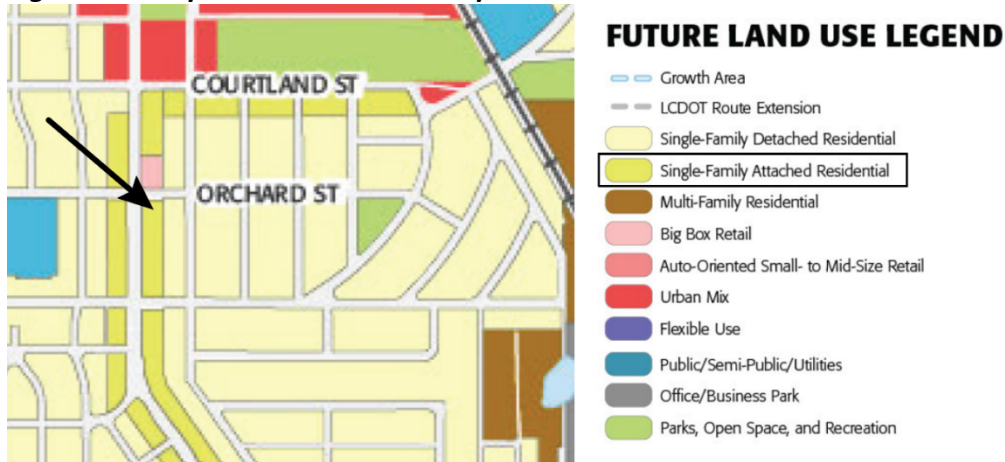 COURTLAND ST
ORCHARD ST
FUTURE LAND USE LEGEND
Growth Area
LCDOT Route Extension
Single-Family Detached Residential
Single-Family Attached Residential
Multi-Family Residential
Big Box Retail
Auto-Oriented Small- to Mid-Size Retail
Urban Mix
Flexible Use
Public/Semi-Public/Utilities
Office/Business Park
Parks, Open Space, and Recreation